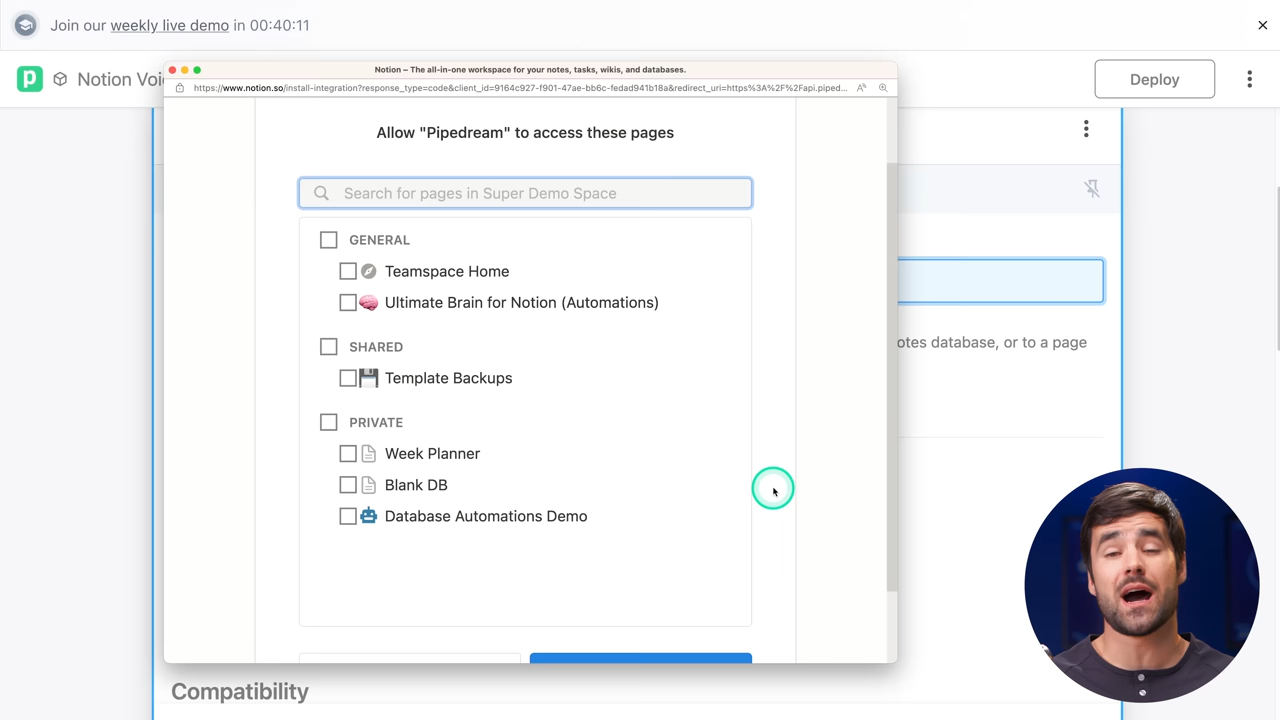 Join our weekly live demo in 00:40:11
p
Notion Voi
Deploy
Notion – The all-in-one workspace for your notes, tasks, wikis, and databases.
https://www.notion.so/install-integration?response_type=code&client_id=9164c927-f901-47ae-bb6c-fedad941b18a&redirect_uri=https%3A%2F%2Fapi.piped...
Allow "Pipedream" to access these pages
Search for pages in Super Demo Space
GENERAL
Teamspace Home
Ultimate Brain for Notion (Automations)
otes database, or to a page
SHARED
Template Backups
PRIVATE
Week Planner
Blank DB
Database Automations Demo
Compatibility